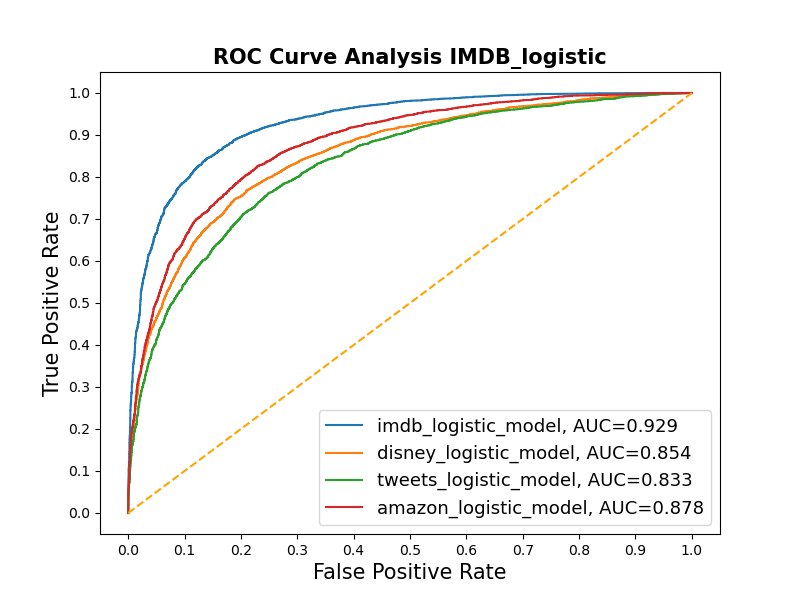 ROC Curve Analysis IMDB_logistic
True Positive Rate
1.0
0.9
0.8
0.7
0.6
0.5
0.4
0.3
0.2
0.1
0.0
imdb_logistic_model, AUC=0.929
disney_logistic_model, AUC=0.854
tweets_logistic_model, AUC=0.833
amazon_logistic_model, AUC=0.878
0.0 0.1 0.2 0.3 0.4 0.5 0.6 0.7 0.8 0.9 1.0
False Positive Rate